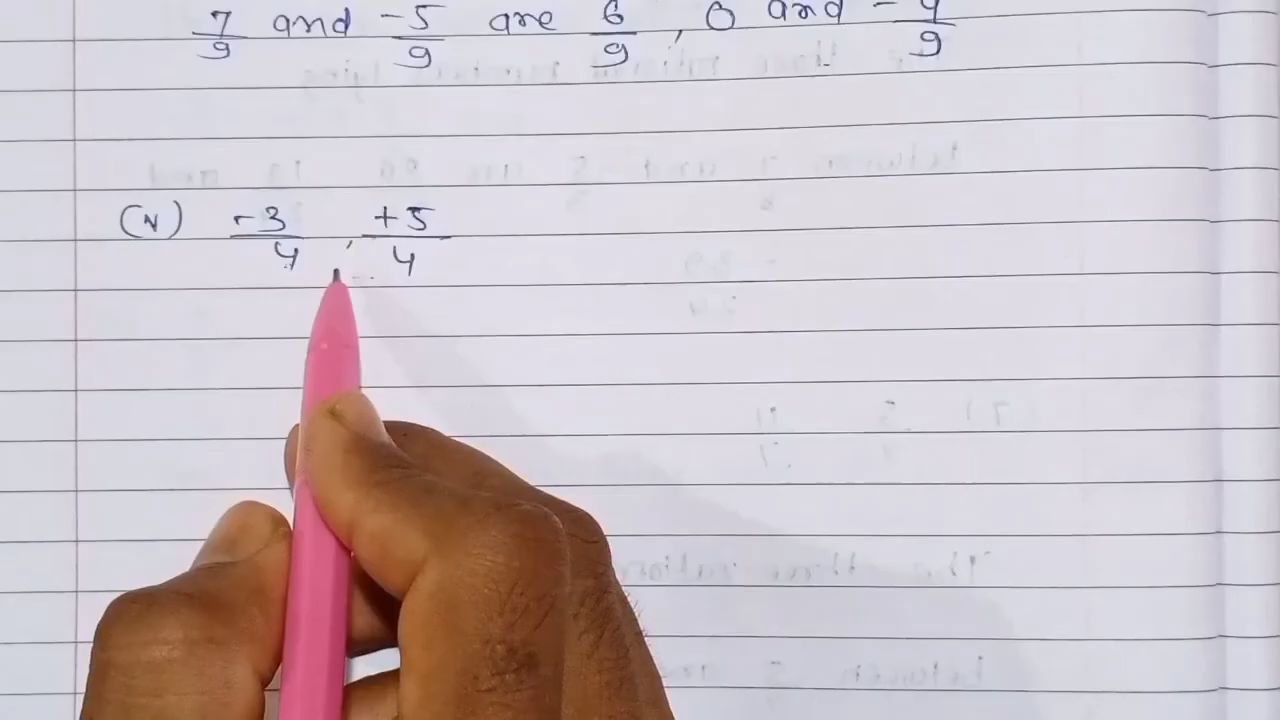 7/9 and -5/9 are 6/9, 0 and -4/9
(v) -3/4, +5/4